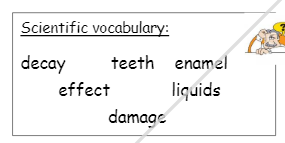 Scientific vocabulary:
decay teeth enamel
effect liquids
damage